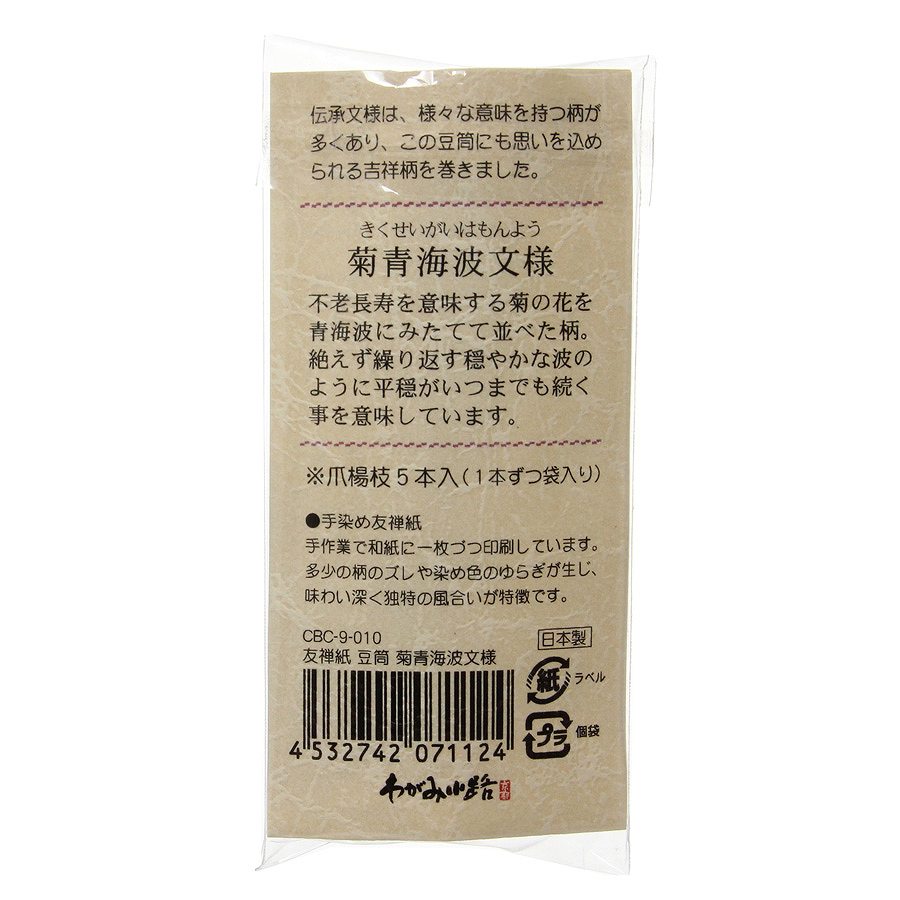 伝承文様は、様々な意味を持つ柄が
多くあり、この豆筒にも思いを込め
られる吉祥柄を巻きました。
きくせいがいはもんよう
菊青海波文様
不老長寿を意味する菊の花を
青海波にみたてて並べた柄。
絶えず繰り返す穏やかな波の
ように平穏がいつまでも続く
事を意味しています。
※爪楊枝5本入(1本ずつ袋入り)
●手染め友禅紙
手作業で和紙に一枚づつ印刷しています。
多少の柄のズレや染め色のゆらぎが生じ、
味わい深く独特の風合いが特徴です。
CBC-9-010
日本製
友禅紙 豆筒 菊青海波文様
紙 ラベル
プラ 個袋
4 532742 071124
わがみ小路